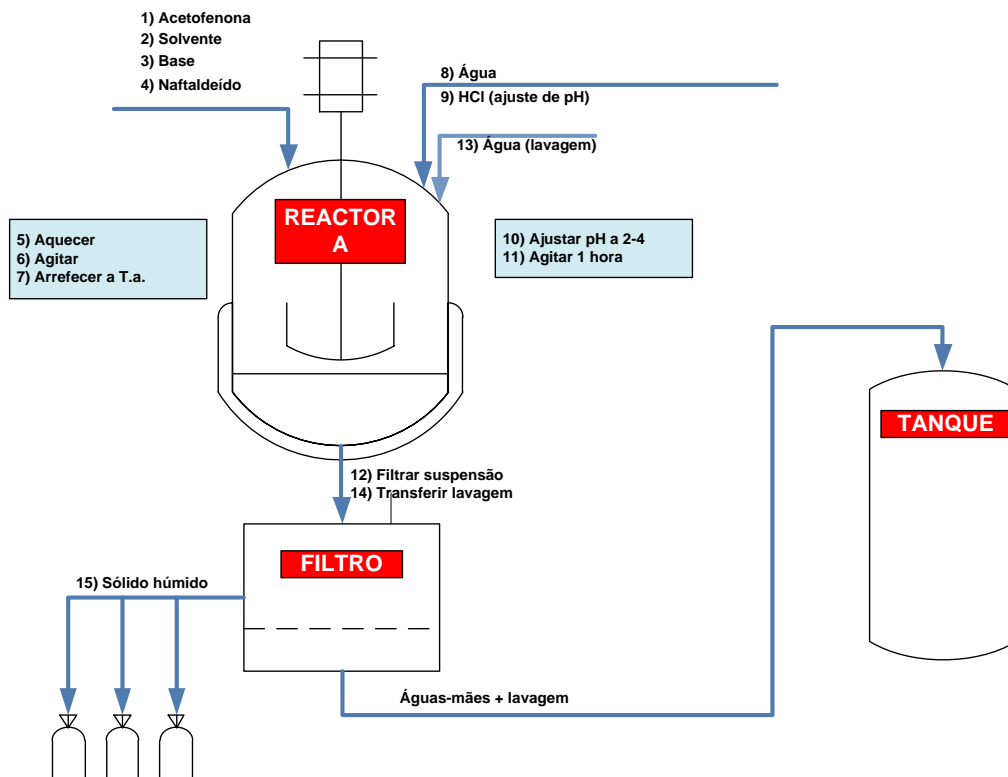 1) Acetofenona
2) Solvente
3) Base
4) Naftaldeído
8) Água
9) HCl (ajuste de pH)
13) Água (lavagem)
REACTOR
A
5) Aquecer
6) Agitar
7) Arrefecer a T.a.
10) Ajustar pH a 2-4
11) Agitar 1 hora
TANQUE
12) Filtrar suspensão
14) Transferir lavagem
FILTRO
15) Sólido húmido
Águas-mães + lavagem